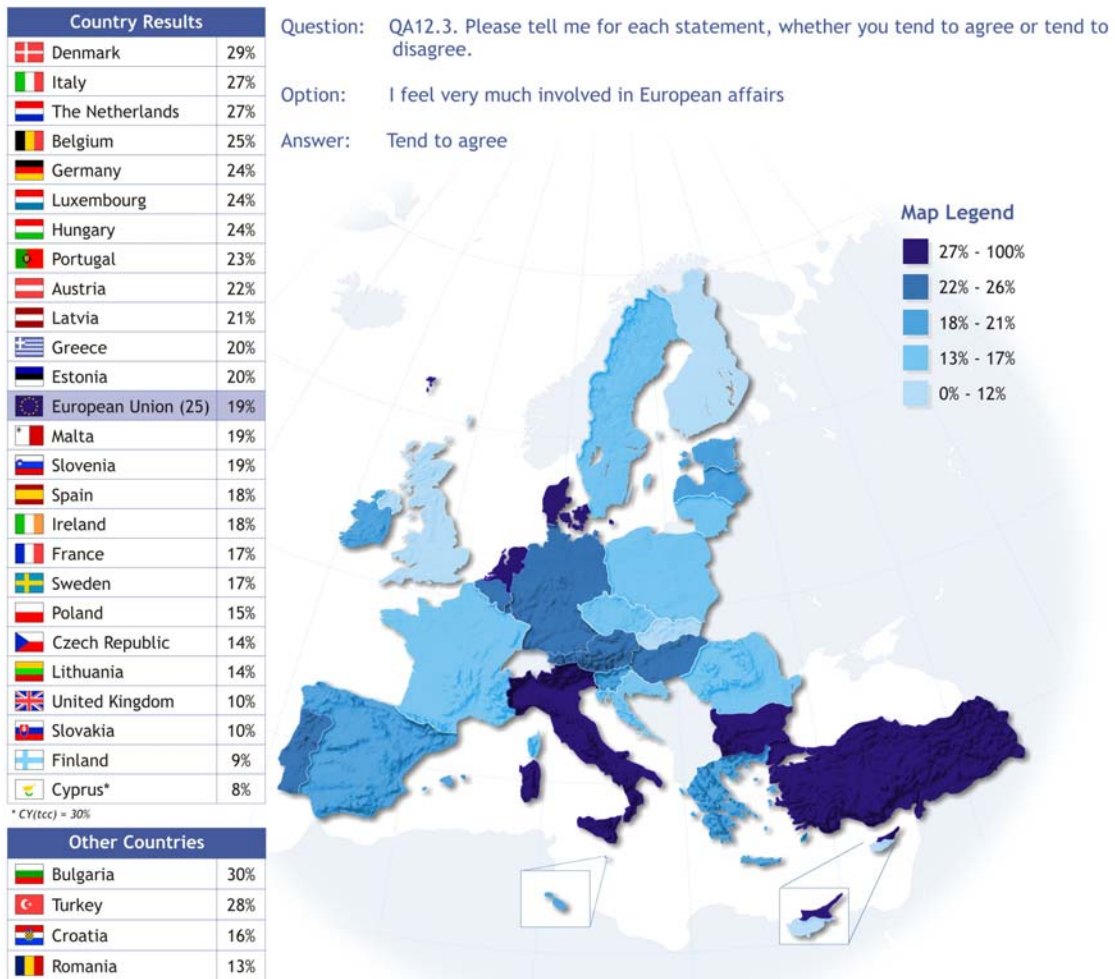 Country Results
Denmark 29%
Italy 27%
The Netherlands 27%
Belgium 25%
Germany 24%
Luxembourg 24%
Hungary 24%
Portugal 23%
Austria 22%
Latvia 21%
Greece 20%
Estonia 20%
European Union (25) 19%
Malta 19%
Slovenia 19%
Spain 18%
Ireland 18%
France 17%
Sweden 17%
Poland 15%
Czech Republic 14%
Lithuania 14%
United Kingdom 10%
Slovakia 10%
Finland 9%
Cyprus* 8%
* CY(tcc) = 30%
Other Countries
Bulgaria 30%
Turkey 28%
Croatia 16%
Romania 13%
Question: QA12.3. Please tell me for each statement, whether you tend to agree or tend to
disagree.
Option: I feel very much involved in European affairs
Answer: Tend to agree
Map Legend
27% - 100%
22% - 26%
18% - 21%
13% - 17%
0% - 12%